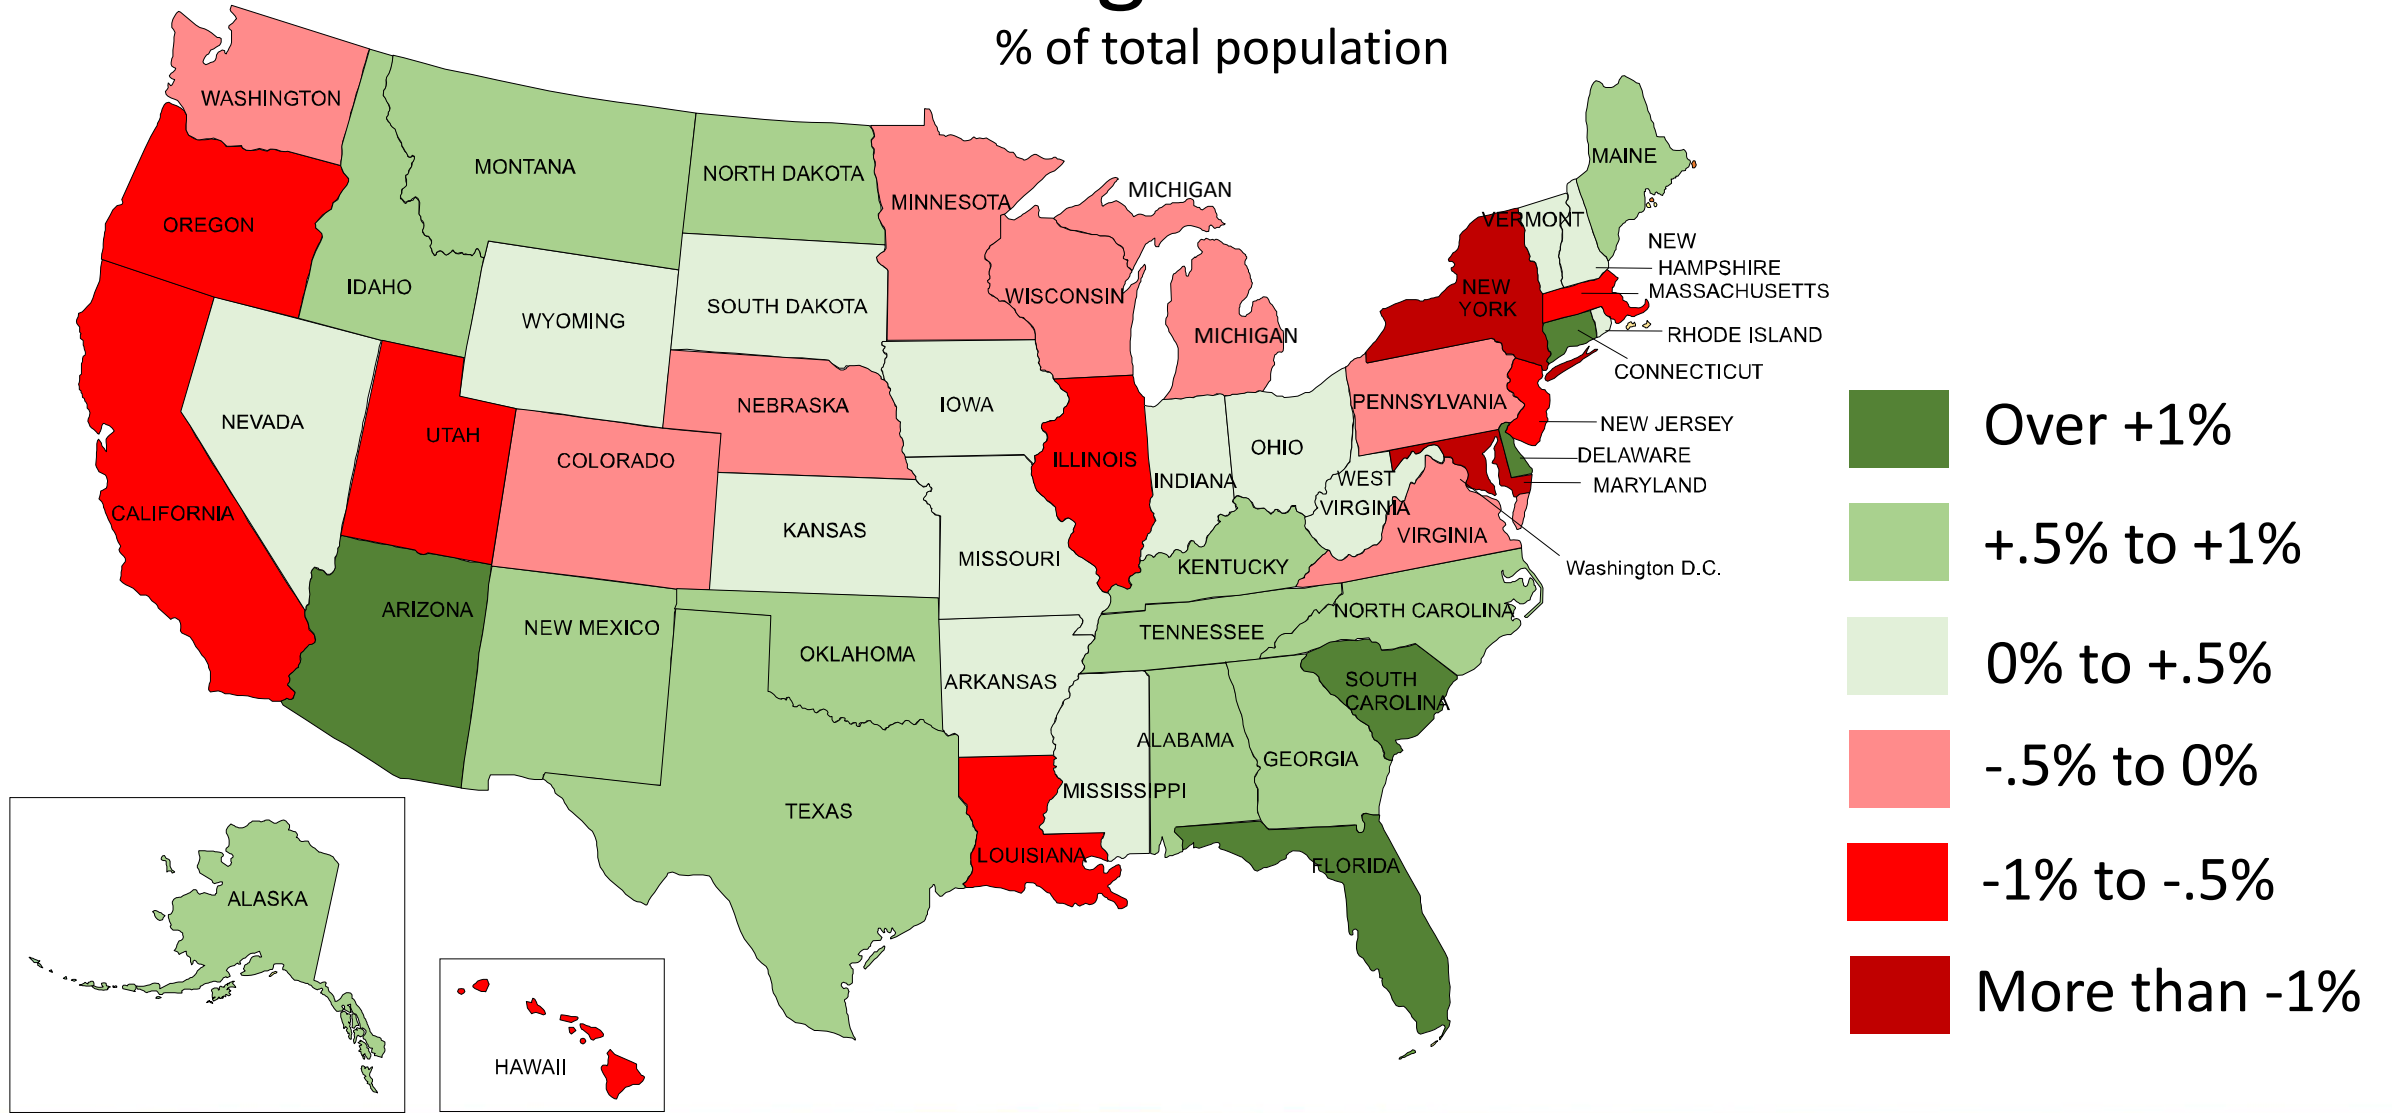 % of total population
WASHINGTON
MONTANA
NORTH DAKOTA
MINNESOTA
MICHIGAN
MAINE
OREGON
IDAHO
WYOMING
SOUTH DAKOTA
WISCONSIN
MICHIGAN
VERMONT
NEW
HAMPSHIRE
MASSACHUSETTS
NEW
YORK
RHODE ISLAND
CONNECTICUT
NEVADA
UTAH
COLORADO
NEBRASKA
IOWA
ILLINOIS
INDIANA
OHIO
PENNSYLVANIA
NEW JERSEY
DELAWARE
MARYLAND
WEST
VIRGINIA
VIRGINIA
Washington D.C.
CALIFORNIA
KANSAS
MISSOURI
KENTUCKY
ARIZONA
NEW MEXICO
OKLAHOMA
ARKANSAS
TENNESSEE
NORTH CAROLINA
SOUTH
CAROLINA
TEXAS
LOUISIANA
MISSISSIPPI
ALABAMA
GEORGIA
FLORIDA
ALASKA
HAWAII
Over +1%
+.5% to +1%
0% to +.5%
-.5% to 0%
-1% to -.5%
More than -1%